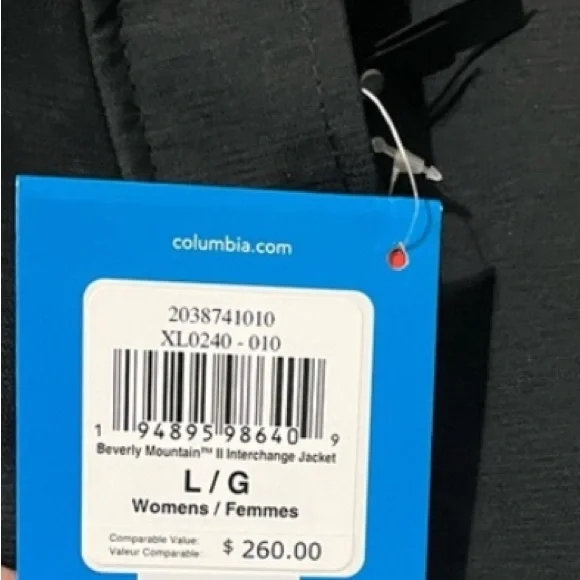 columbia.com
2038741010
XL0240 - 010
1 94895 98640 9
Beverly Mountain™ II Interchange Jacket
L / G
Womens / Femmes
Comparable Value:
Valeur Comparable: $ 260.00